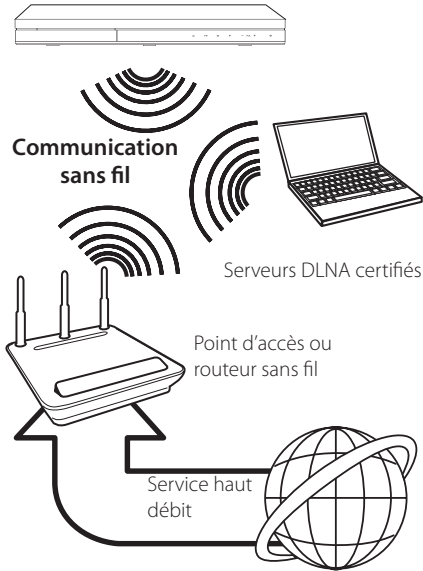 Communication
sans fil
Serveurs DLNA certifiés
Point d'accès ou
routeur sans fil
Service haut
débit